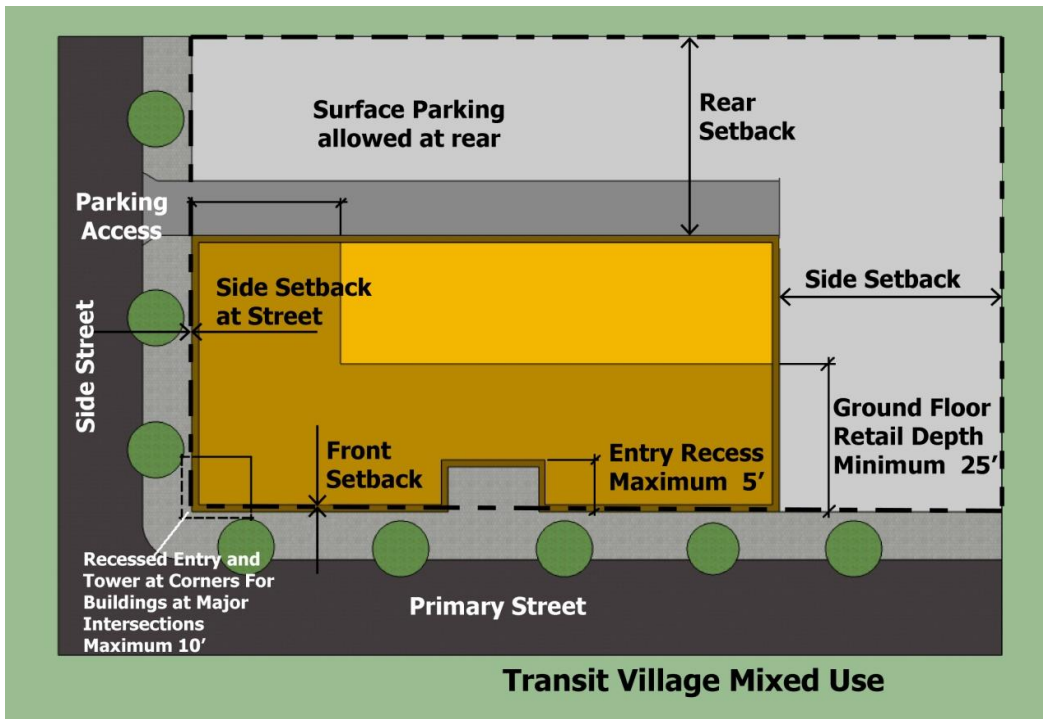 Surface Parking
allowed at rear
Rear
Setback
Parking
Access
Side Setback
at Street
Side Setback
Side Street
Front
Setback
Entry Recess
Maximum 5’
Ground Floor
Retail Depth
Minimum 25’
Recessed Entry and
Tower at Corners For
Buildings at Major
Intersections
Maximum 10’
Primary Street
Transit Village Mixed Use